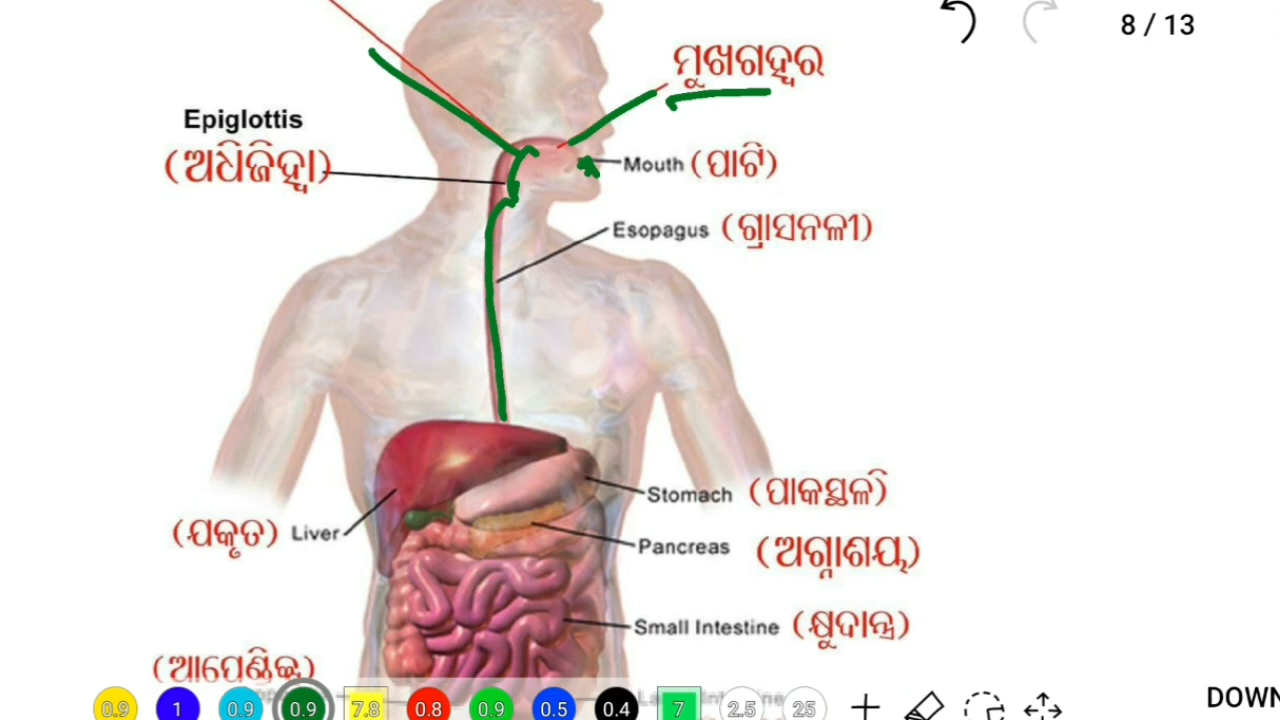 8 / 13
ମୁଖଗହ୍ୱର
Epiglottis
(ଅଧିଜିହ୍ୱା)
Mouth (ପାଟି)
Esopagus (ଗ୍ରାସନଳୀ)
Stomach (ପାକସ୍ଥଳି)
(ଯକୃତ) Liver
Pancreas (ଅଗ୍ନାଶୟ)
Small Intestine (କ୍ଷୁଦାନ୍ତ୍ର)
(ଆପେଣ୍ଡିକ୍ସ)
0.9 1 0.9 0.9 7.8 0.8 0.9 0.5 0.4 7 2.5 25
DOWN